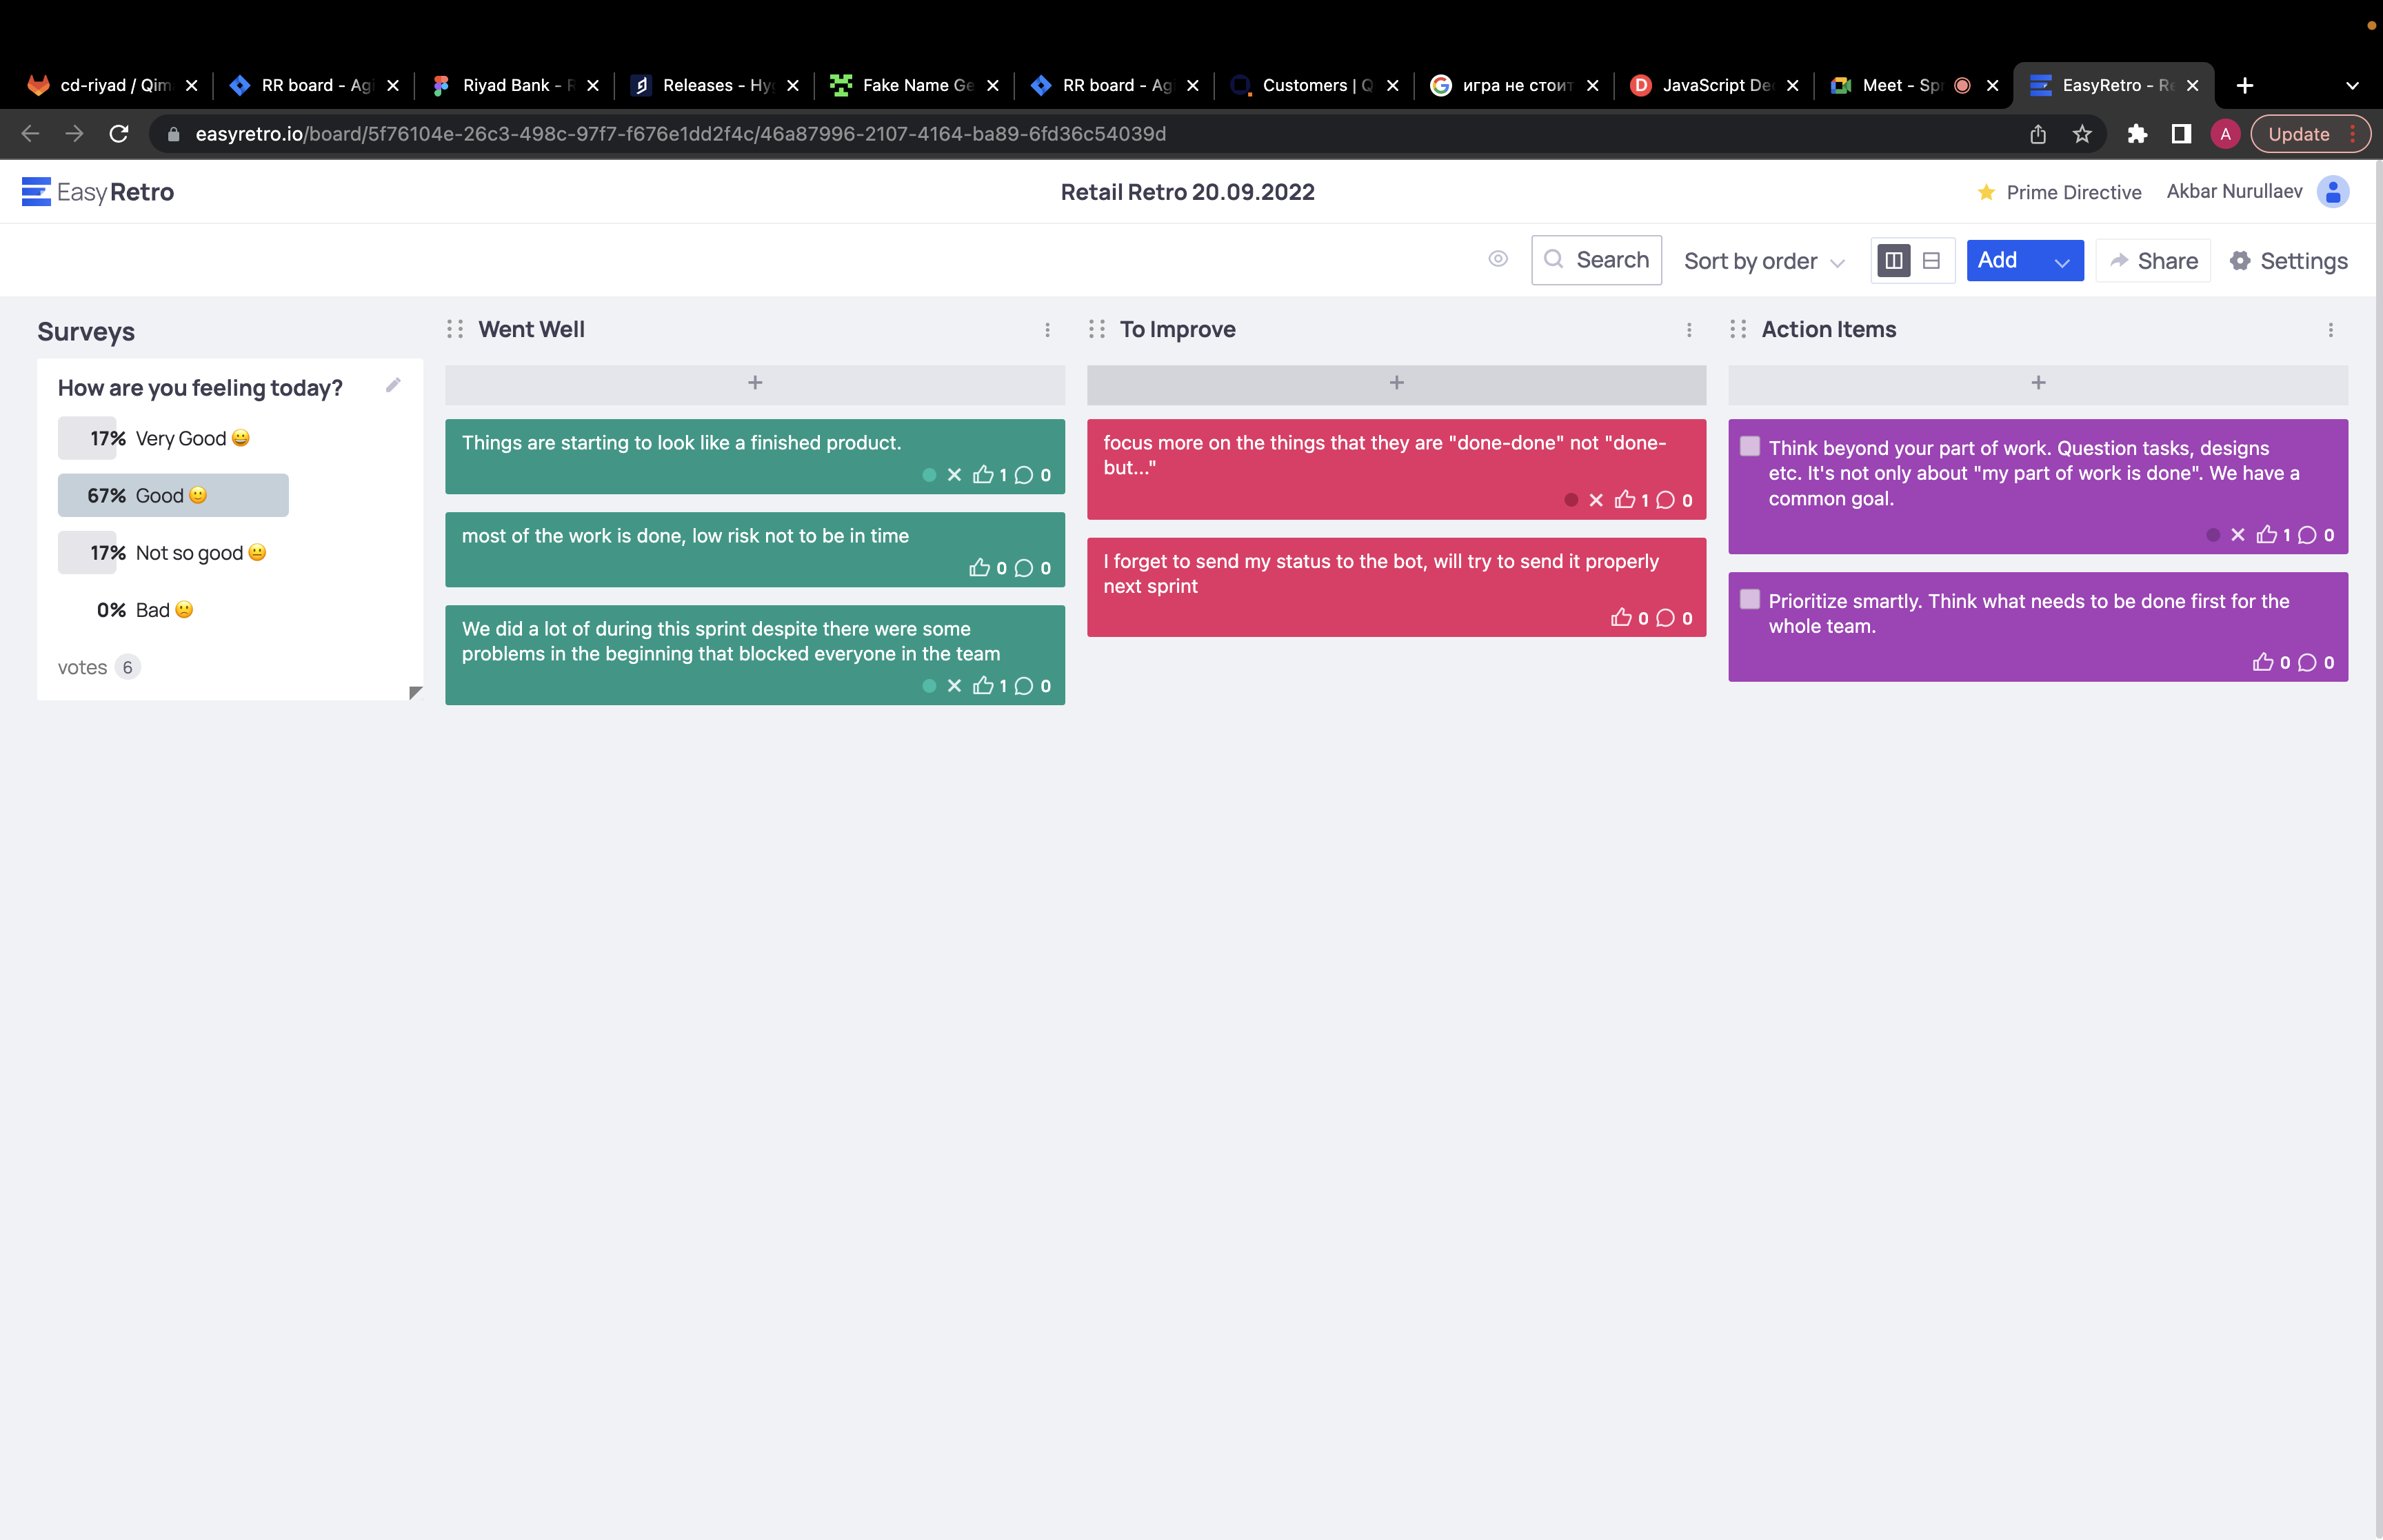 cd-riyad / Qim
RR board - Agi
Riyad Bank - R
Releases - Hyg
Fake Name Ge
RR board - Ag
Customers | Q
игра не стоит
JavaScript Dec
Meet - Spr
EasyRetro - Re
easyretro.io/board/5f76104e-26c3-498c-97f7-f676e1dd2f4c/46a87996-2107-4164-ba89-6fd36c54039d
A
Update
EasyRetro
Retail Retro 20.09.2022
Prime Directive
Akbar Nurullaev
Search
Sort by order
Add
Share
Settings
Surveys
How are you feeling today?
17% Very Good 😀
67% Good 🙂
17% Not so good 😐
0% Bad 🙁
votes 6
Went Well
+
Things are starting to look like a finished product.
1 0
most of the work is done, low risk not to be in time
0 0
We did a lot of during this sprint despite there were some
problems in the beginning that blocked everyone in the team
1 0
To Improve
+
focus more on the things that they are "done-done" not "done-
but..."
1 0
I forget to send my status to the bot, will try to send it properly
next sprint
0 0
Action Items
+
Think beyond your part of work. Question tasks, designs
etc. It's not only about "my part of work is done". We have a
common goal.
1 0
Prioritize smartly. Think what needs to be done first for the
whole team.
0 0